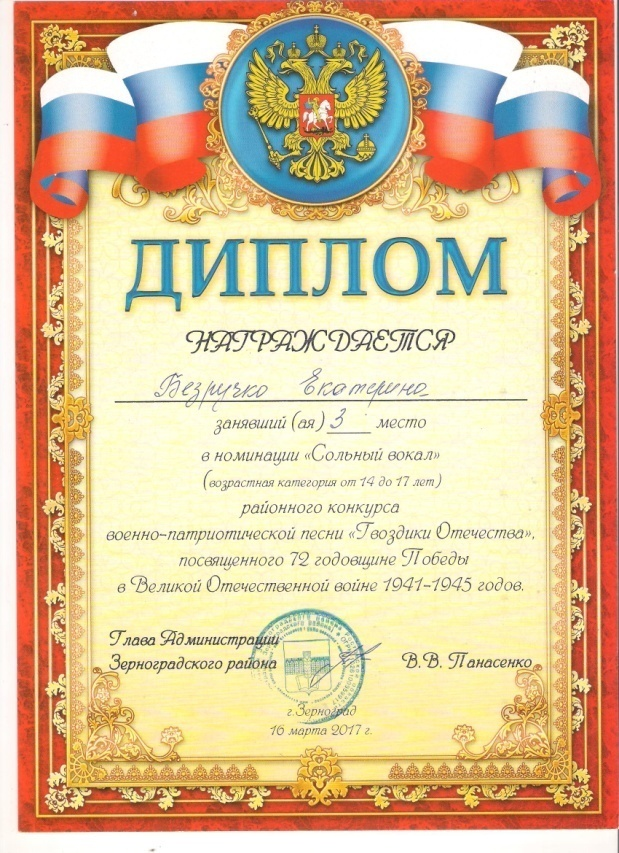 ДИПЛОМ
НАГРАЖДАЕТСЯ
Безручко Екатерина
занявший (ая) 3 место
в номинации «Сольный вокал»
(возрастная категория от 14 до 17 лет)
районного конкурса
военно-патриотической песни «Гвоздики Отечества»,
посвященного 72 годовщине Победы
в Великой Отечественной войне 1941-1945 годов.
Глава Администрации
Зерноградского района В.В. Панасенко
г.Зерноград
16 марта 2017 г.